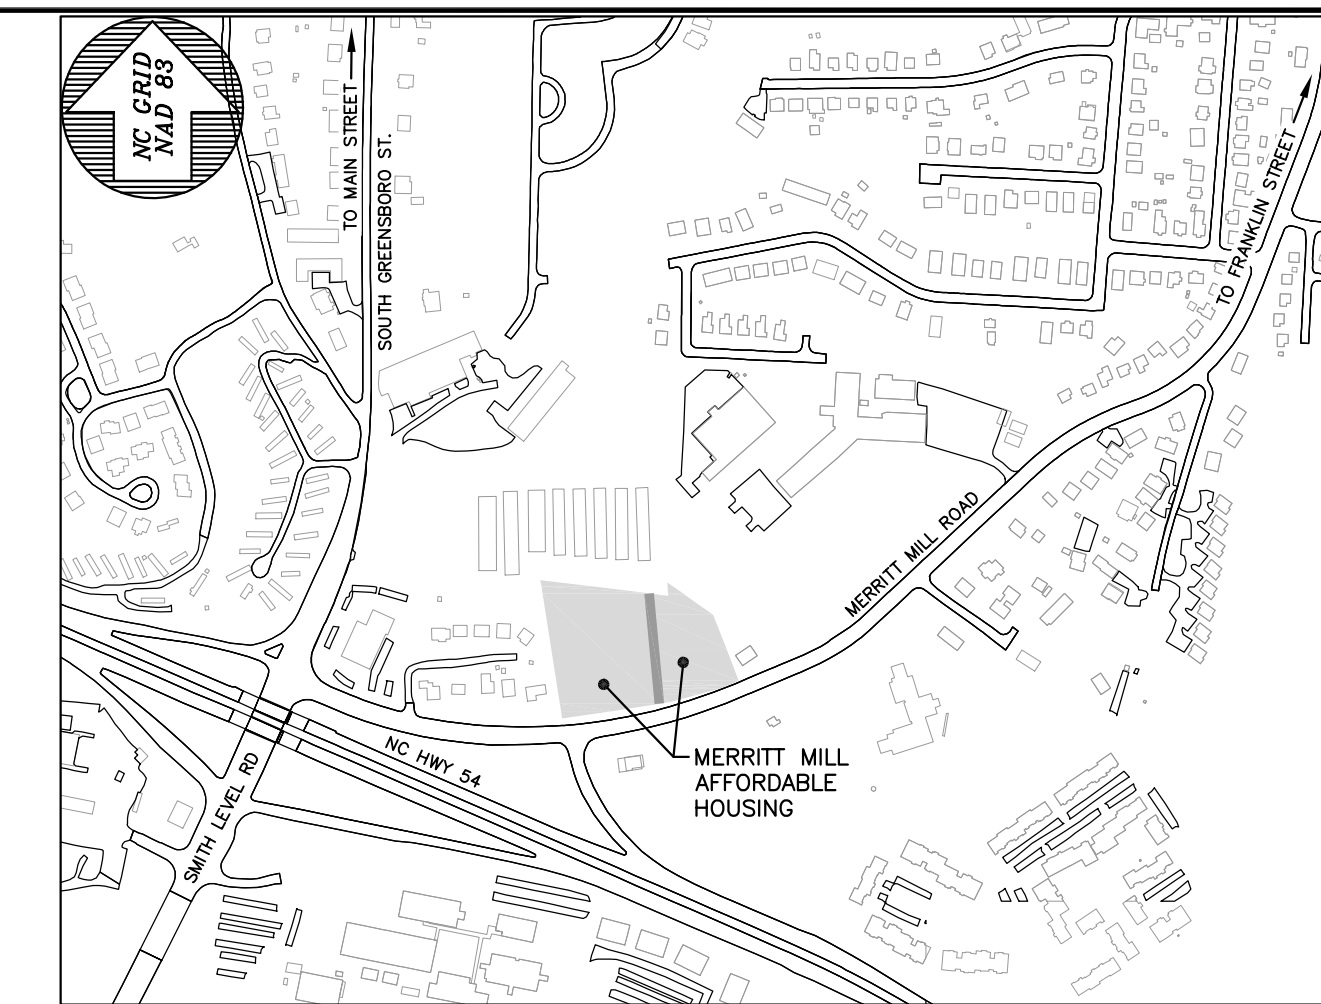 NC GRID
NAD 83
TO MAIN STREET
SOUTH GREENSBORO ST.
TO FRANKLIN STREET
MERRITT MILL ROAD
NC HWY 54
SMITH LEVEL RD
MERRITT MILL
AFFORDABLE
HOUSING